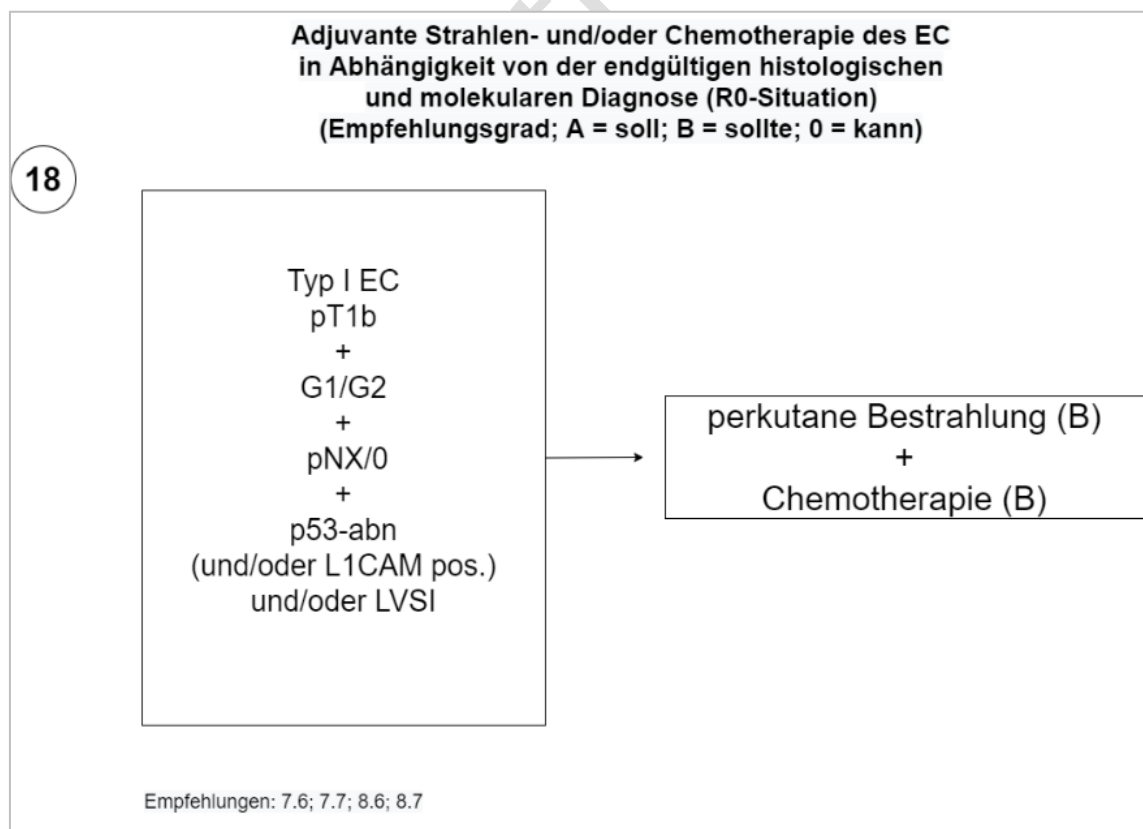 Adjuvante Strahlen- und/oder Chemotherapie des EC
in Abhängigkeit von der endgültigen histologischen
und molekularen Diagnose (R0-Situation)
(Empfehlungsgrad; A = soll; B = sollte; 0 = kann)
18
Typ I EC
pT1b
+
G1/G2
+
pNX/0
+
p53-abn
(und/oder L1CAM pos.)
und/oder LVSI
perkutane Bestrahlung (B)
+
Chemotherapie (B)
Empfehlungen: 7.6; 7.7; 8.6; 8.7